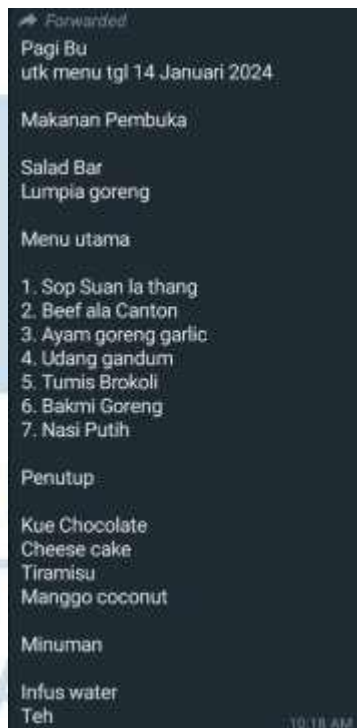 Forwarded
Pagi Bu
utk menu tgl 14 Januari 2024
Makanan Pembuka
Salad Bar
Lumpia goreng
Menu utama
1. Sop Suan la thang
2. Beef ala Canton
3. Ayam goreng garlic
4. Udang gandum
5. Tumis Brokoli
6. Bakmi Goreng
7. Nasi Putih
Penutup
Kue Chocolate
Cheese cake
Tiramisu
Manggo coconut
Minuman
Infus water
Teh
10:18 AM